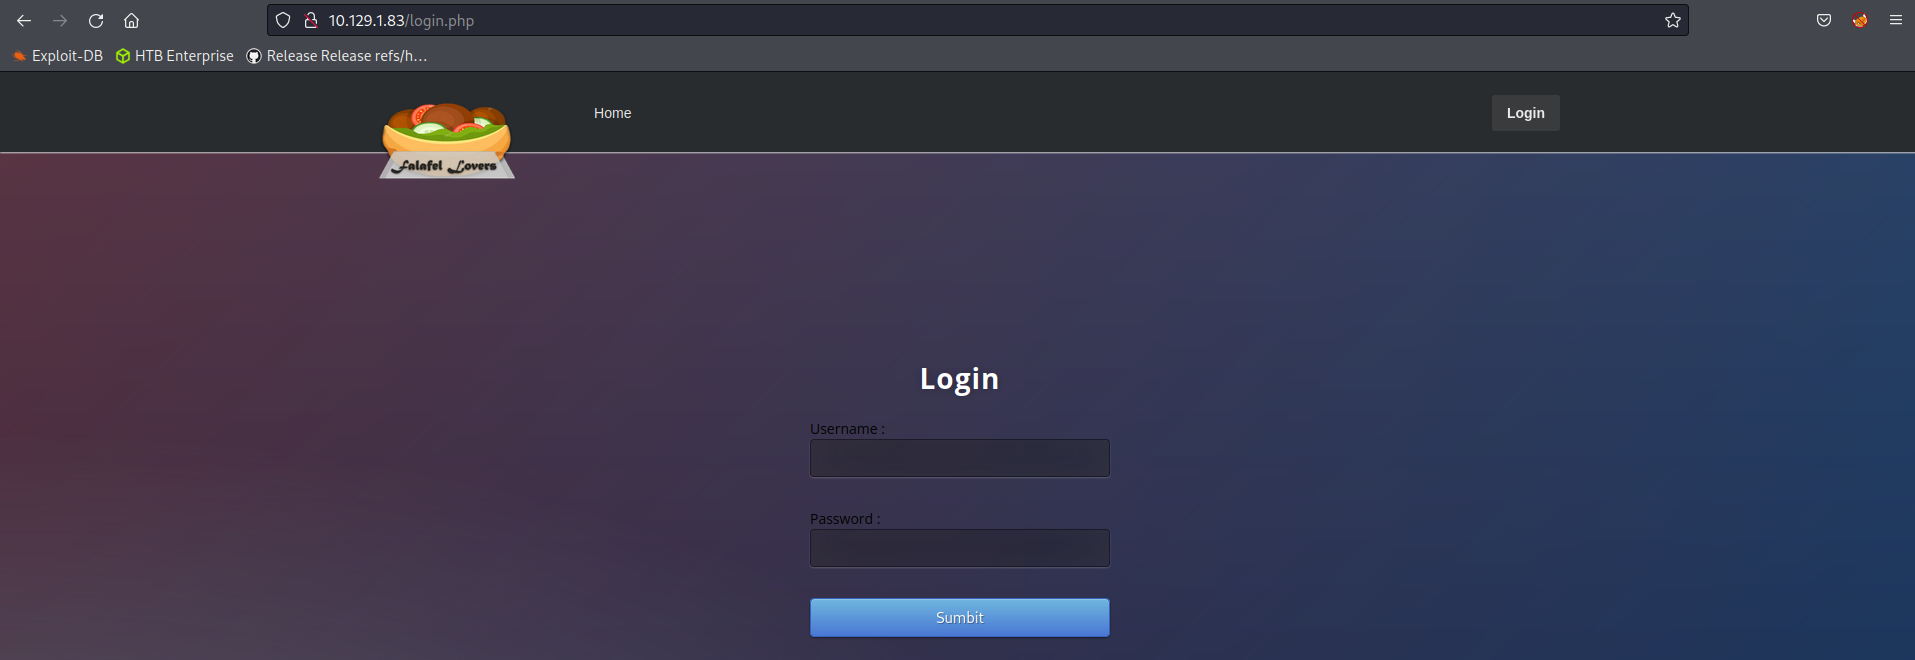 10.129.1.83/login.php
Exploit-DB HTB Enterprise Release Release refs/h...
Home Login
Falafel Lovers
Login
Username :
Password :
Sumbit